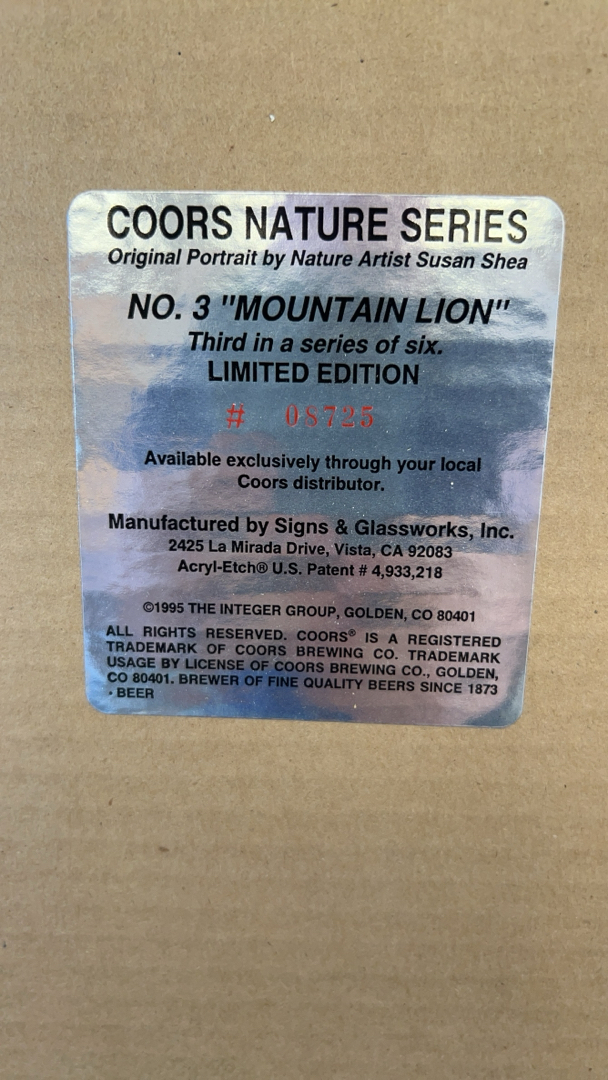 COORS NATURE SERIES
Original Portrait by Nature Artist Susan Shea
NO. 3 "MOUNTAIN LION"
Third in a series of six.
LIMITED EDITION
# 08725
Available exclusively through your local
Coors distributor.
Manufactured by Signs & Glassworks, Inc.
2425 La Mirada Drive, Vista, CA 92083
Acryl-Etch® U.S. Patent # 4,933,218
©1995 THE INTEGER GROUP, GOLDEN, CO 80401
ALL RIGHTS RESERVED. COORS® IS A REGISTERED
TRADEMARK OF COORS BREWING CO. TRADEMARK
USAGE BY LICENSE OF COORS BREWING CO., GOLDEN,
CO 80401. BREWER OF FINE QUALITY BEERS SINCE 1873
· BEER